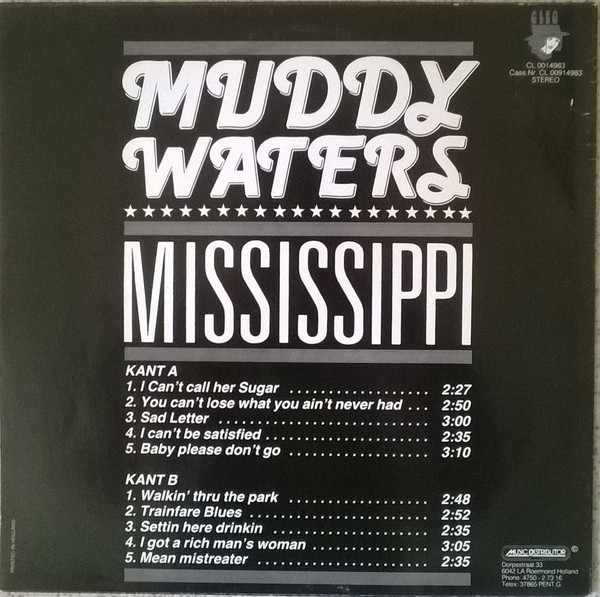 CLEO
CL 0014983
Cass.Nr. CL 00914983
STEREO
MUDDY
WATERS
MISSISSIPPI
KANT A
1. I Can't call her Sugar .................... 2:27
2. You can't lose what you ain't never had ... 2:50
3. Sad Letter .............................. 3:00
4. I can't be satisfied ........................ 2:35
5. Baby please don't go ..................... 3:10
KANT B
1. Walkin' thru the park .................... 2:48
2. Trainfare Blues .......................... 2:52
3. Settin here drinkin ....................... 2:35
4. I got a rich man's woman ................. 3:05
5. Mean mistreater ......................... 2:35
MUSIC DISTRIBUTOR ©
Dorpsstraat 33
6042 LA Roermond Holland
Phone: 4750 - 2 73 16
Telex: 37865 PENT.G.
PRINTED IN HOLLAND